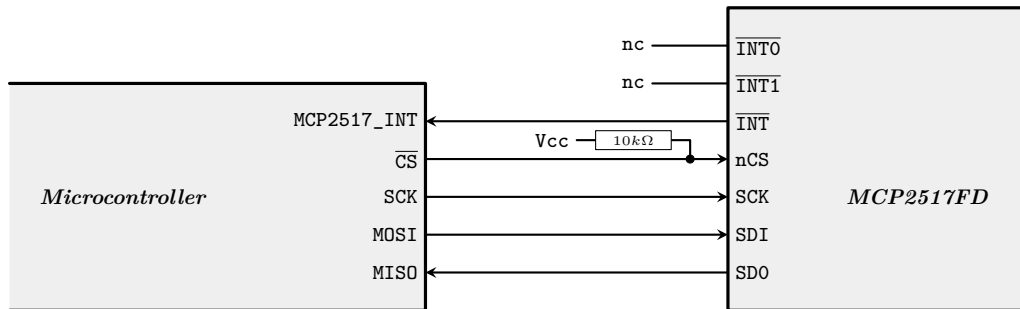 nc INT0
nc INT1
MCP2517_INT INT
Vcc 10kΩ
CS nCS
Microcontroller SCK SCK MCP2517FD
MOSI SDI
MISO SDO